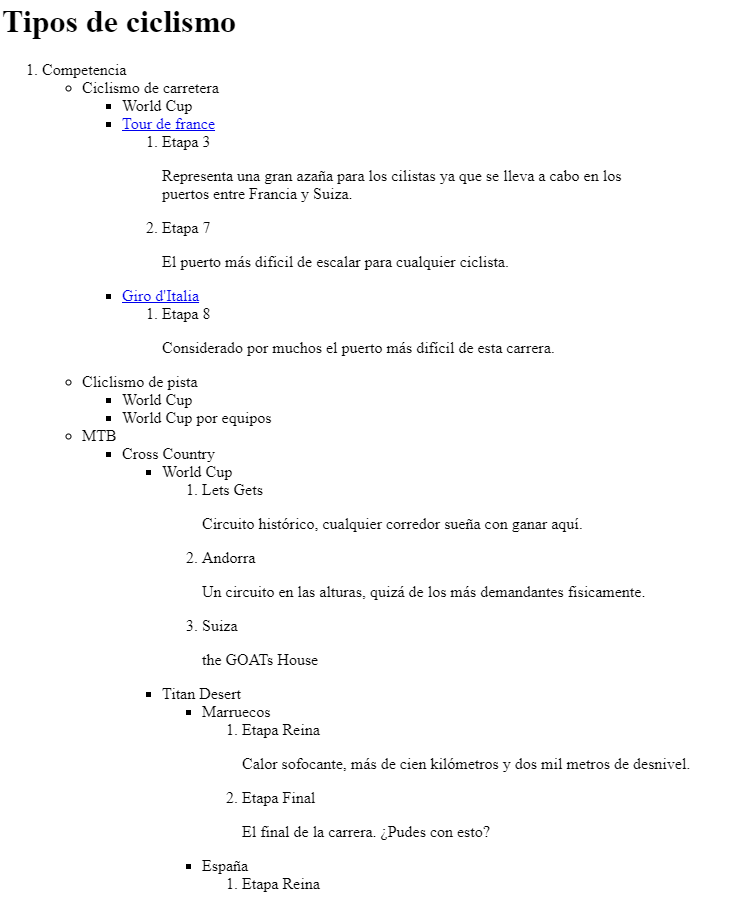 Tipos de ciclismo
1. Competencia
Ciclismo de carretera
World Cup
Tour de france
1. Etapa 3
Representa una gran azaña para los cilistas ya que se lleva a cabo en los
puertos entre Francia y Suiza.
2. Etapa 7
El puerto más difícil de escalar para cualquier ciclista.
Giro d'Italia
1. Etapa 8
Considerado por muchos el puerto más difícil de esta carrera.
Cliclismo de pista
World Cup
World Cup por equipos
MTB
Cross Country
World Cup
1. Lets Gets
Circuito histórico, cualquier corredor sueña con ganar aquí.
2. Andorra
Un circuito en las alturas, quizá de los más demandantes físicamente.
3. Suiza
the GOATs House
Titan Desert
Marruecos
1. Etapa Reina
Calor sofocante, más de cien kilómetros y dos mil metros de desnivel.
2. Etapa Final
El final de la carrera. ¿Pudes con esto?
España
1. Etapa Reina